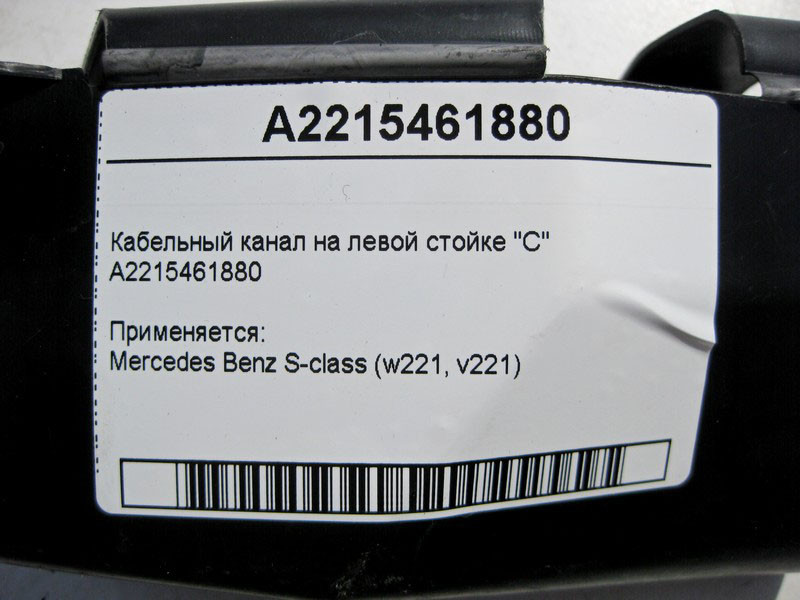 A2215461880
Кабельный канал на левой стойке "С"
A2215461880
Применяется:
Mercedes Benz S-class (w221, v221)